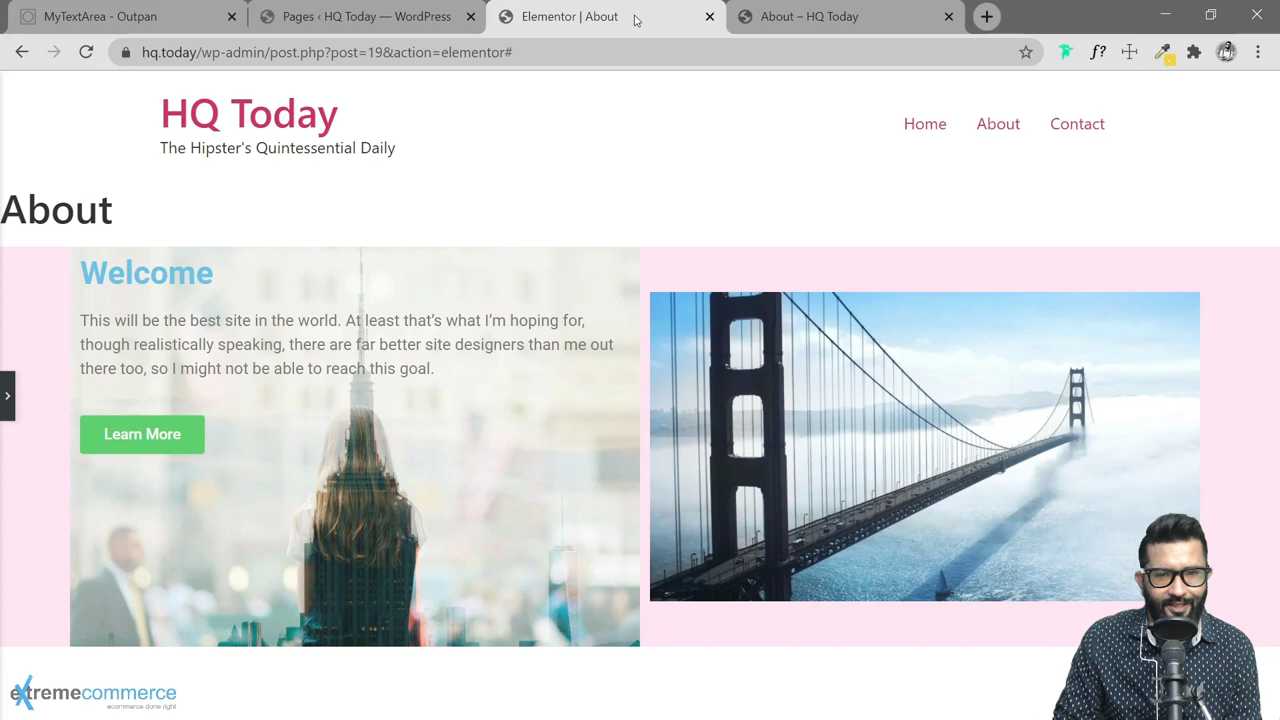 MyTextArea - Outpan
Pages ‹ HQ Today — WordPress
Elementor | About
About – HQ Today
hq.today/wp-admin/post.php?post=19&action=elementor#
f?
HQ Today
The Hipster's Quintessential Daily
Home
About
Contact
About
Welcome
This will be the best site in the world. At least that’s what I’m hoping for,
though realistically speaking, there are far better site designers than me out
there too, so I might not be able to reach this goal.
Learn More
extremecommerce
ecommerce done right